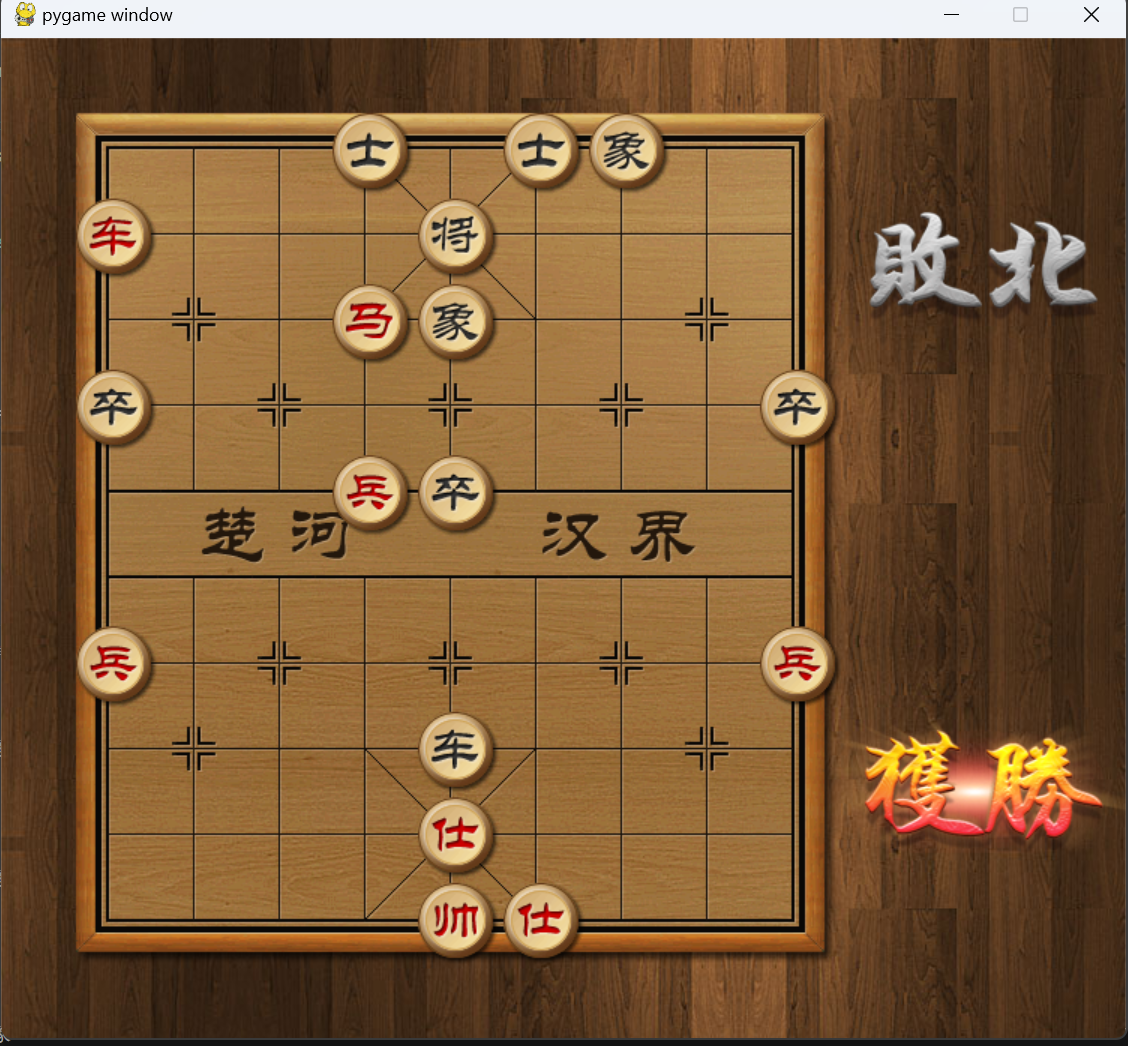 pygame window
士 士 象
车 将
敗北
马 象
卒 卒
兵 卒
楚河 汉界
兵 兵
车
獲勝
仕
帅 仕